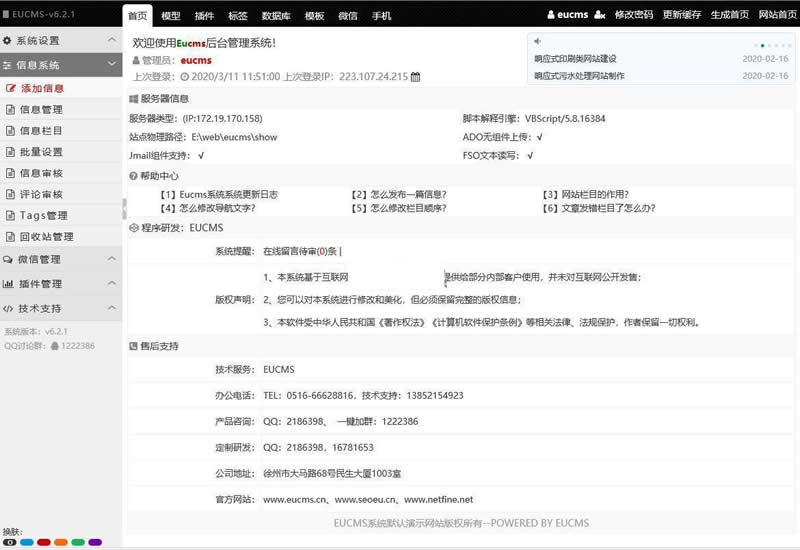 EUCMS-v6.2.1 首页 模型 插件 标签 数据库 模板 微信 手机 eucms 修改密码 更新缓存 生成首页 网站首页
系统设置
信息系统
添加信息
信息管理
信息栏目
批量设置
信息审核
评论审核
Tags管理
回收站管理
微信管理
插件管理
技术支持
系统版本：v6.2.1
QQ讨论群：1222386
换肤：
欢迎使用Eucms后台管理系统！
管理员：eucms
上次登录：2020/3/11 11:51:00 上次登录IP：223.107.24.215
响应式印刷类网站建设 2020-02-16
响应式污水处理网站制作 2020-02-16
服务器信息
服务器类型：(IP:172.19.170.158) 脚本解释引擎：VBScript/5.8.16384
站点物理路径：E:\web\eucms\show ADO无组件上传：√
Jmail组件支持：√ FSO文本读写：√
帮助中心
【1】Eucms系统系统更新日志 【2】怎么发布一篇信息? 【3】网站栏目的作用?
【4】怎么修改导航文字? 【5】怎么修改栏目顺序? 【6】文章发错栏目了怎么办?
程序研发：EUCMS
系统提醒： 在线留言待审(0)条 |
版权声明：
1、本系统基于互联网 提供给部分内部客户使用，并未对互联网公开发售；
2、您可以对本系统进行修改和美化，但必须保留完整的版权信息；
3、本软件受中华人民共和国《著作权法》《计算机软件保护条例》等相关法律、法规保护，作者保留一切权利。
售后支持
技术服务： EUCMS
办公电话： TEL：0516-66628816，技术支持：13852154923
产品咨询： QQ：2186398、 一键加群：1222386
定制研发： QQ：2186398，16781653
公司地址： 徐州市大马路68号民生大厦1003室
官方网站： www.eucms.cn、www.seoeu.cn、www.netfine.net
EUCMS系统默认演示网站版权所有--POWERED BY EUCMS